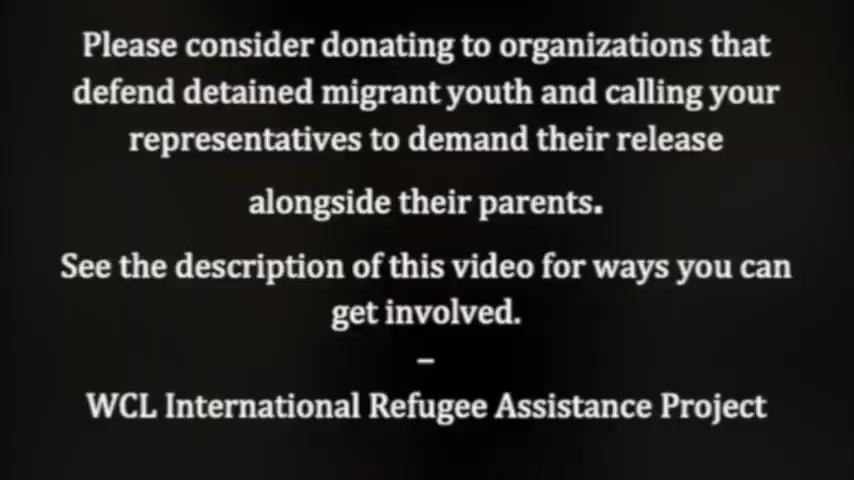 Please consider donating to organizations that
defend detained migrant youth and calling your
representatives to demand their release
alongside their parents.
See the description of this video for ways you can
get involved.
–
WCL International Refugee Assistance Project